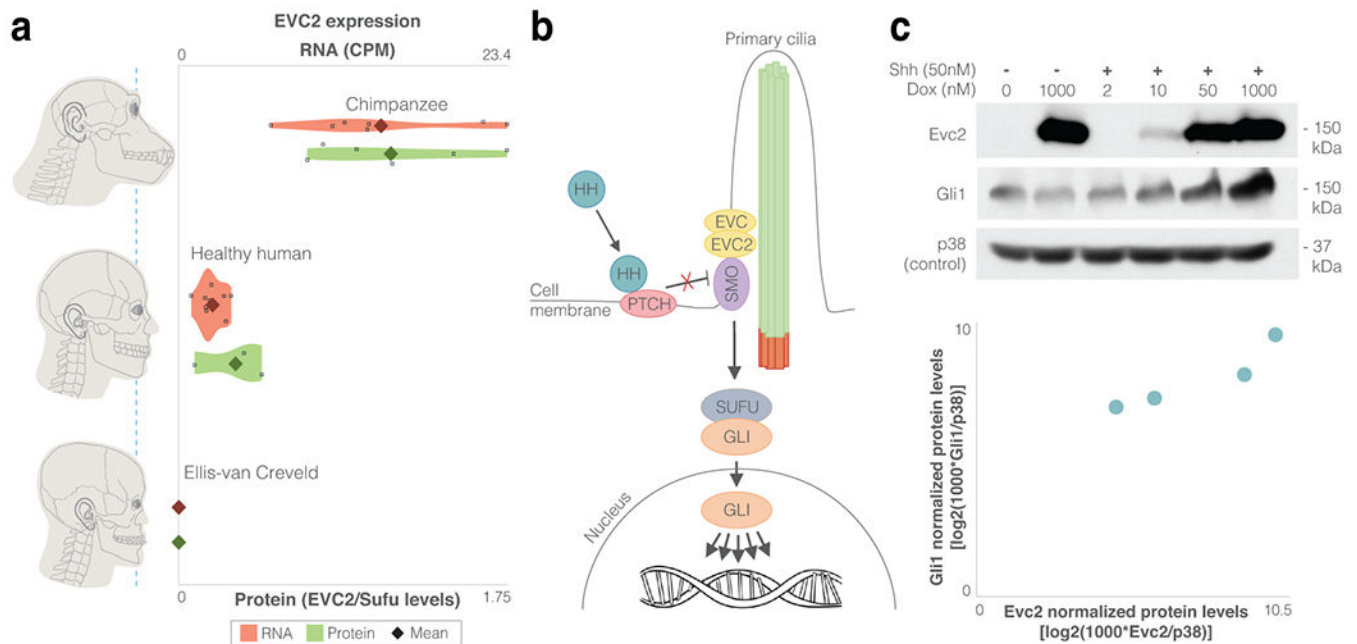 a
EVC2 expression
RNA (CPM)
0
23.4
Chimpanzee
Healthy human
Ellis-van Creveld
0
Protein (EVC2/Sufu levels)
1.75
RNA
Protein
Mean
b
Primary cilia
HH
EVC
EVC2
HH
SMO
PTCH
Cell
membrane
SUFU
GLI
Nucleus
GLI
c
Shh (50nM) - - + + + +
Dox (nM) 0 1000 2 10 50 1000
Evc2
- 150
kDa
Gli1
- 150
kDa
p38
(control)
- 37
kDa
10
Gli1 normalized protein levels
[log2(1000*Gli1/p38)]
0
0
Evc2 normalized protein levels
10.5
[log2(1000*Evc2/p38)]